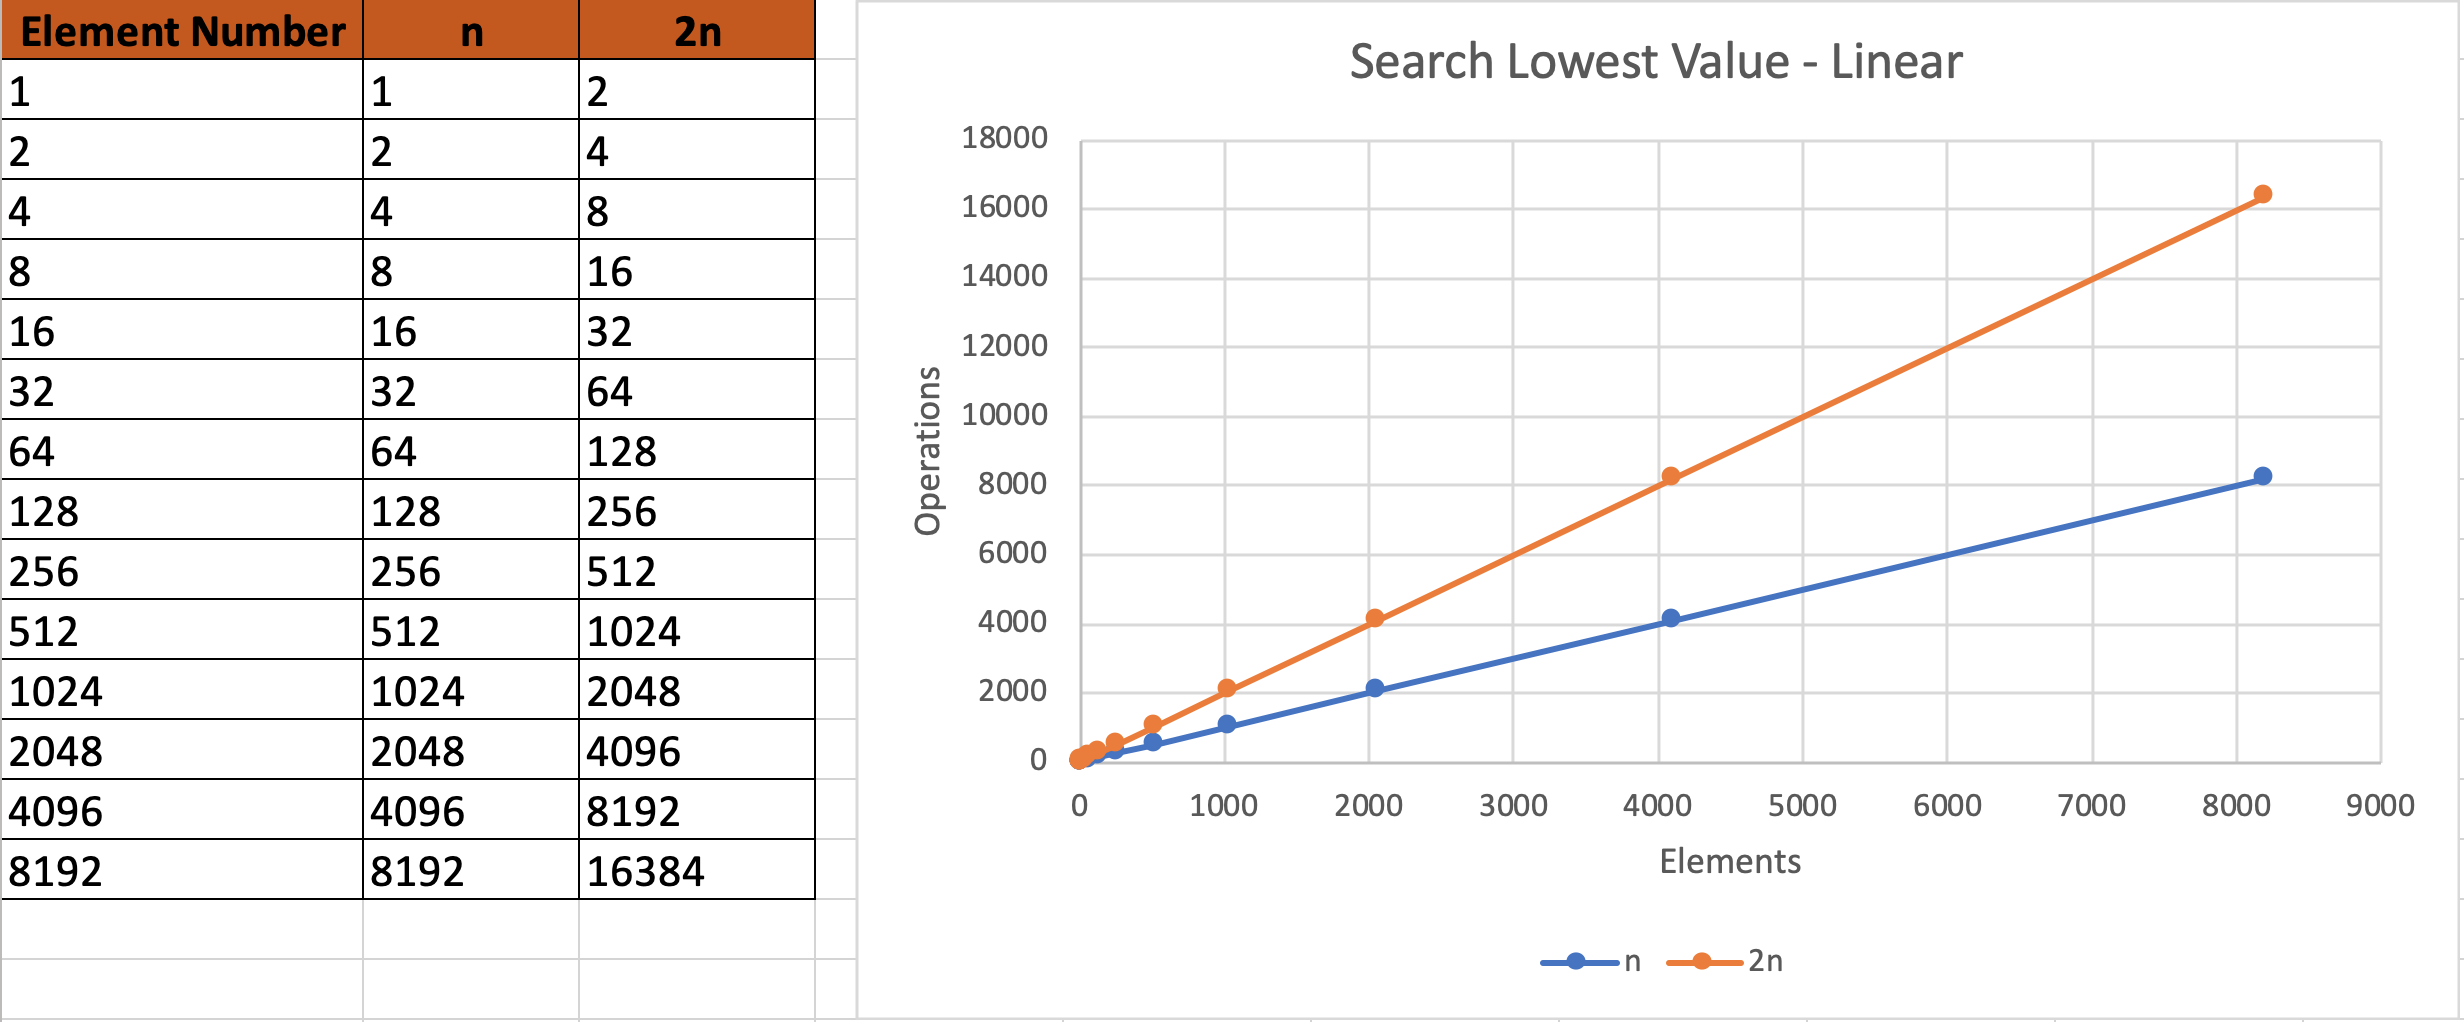 Element Number n 2n
1 1 2
2 2 4
4 4 8
8 8 16
16 16 32
32 32 64
64 64 128
128 128 256
256 256 512
512 512 1024
1024 1024 2048
2048 2048 4096
4096 4096 8192
8192 8192 16384
Search Lowest Value - Linear
Operations
18000
16000
14000
12000
10000
8000
6000
4000
2000
0
0 1000 2000 3000 4000 5000 6000 7000 8000 9000
Elements
n 2n